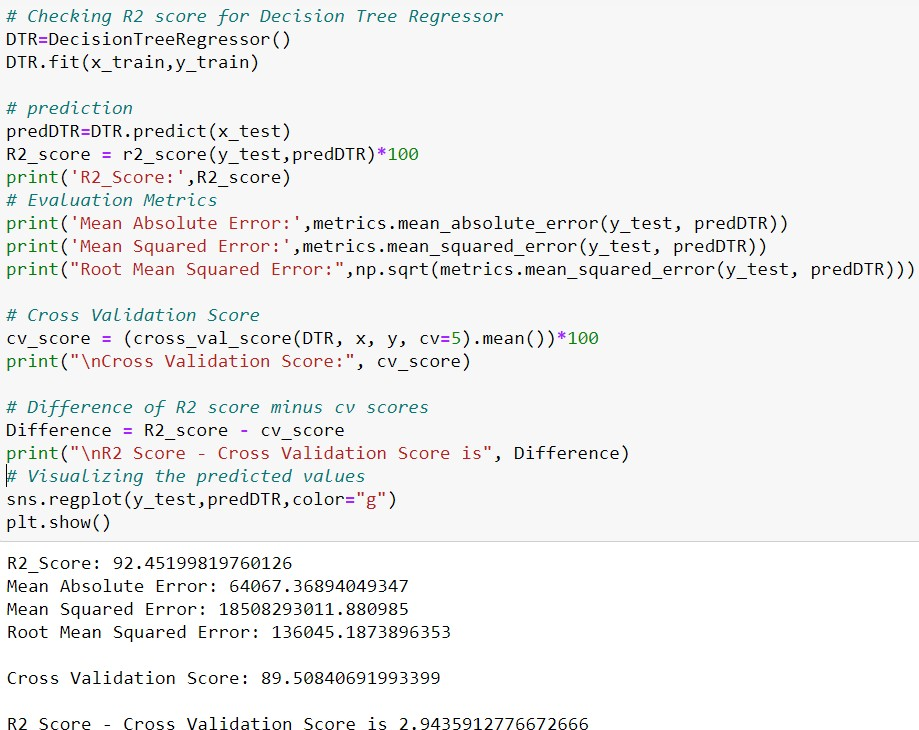 # Checking R2 score for Decision Tree Regressor
DTR=DecisionTreeRegressor()
DTR.fit(x_train,y_train)
# prediction
predDTR=DTR.predict(x_test)
R2_score = r2_score(y_test,predDTR)*100
print('R2_Score:',R2_score)
# Evaluation Metrics
print('Mean Absolute Error:',metrics.mean_absolute_error(y_test, predDTR))
print('Mean Squared Error:',metrics.mean_squared_error(y_test, predDTR))
print("Root Mean Squared Error:",np.sqrt(metrics.mean_squared_error(y_test, predDTR)))
# Cross Validation Score
cv_score = (cross_val_score(DTR, x, y, cv=5).mean())*100
print("\nCross Validation Score:", cv_score)
# Difference of R2 score minus cv scores
Difference = R2_score - cv_score
print("\nR2 Score - Cross Validation Score is", Difference)
# Visualizing the predicted values
sns.regplot(y_test,predDTR,color="g")
plt.show()
R2_Score: 92.45199819760126
Mean Absolute Error: 64067.36894049347
Mean Squared Error: 18508293011.880985
Root Mean Squared Error: 136045.1873896353
Cross Validation Score: 89.50840691993399
R2 Score - Cross Validation Score is 2.9435912776672666